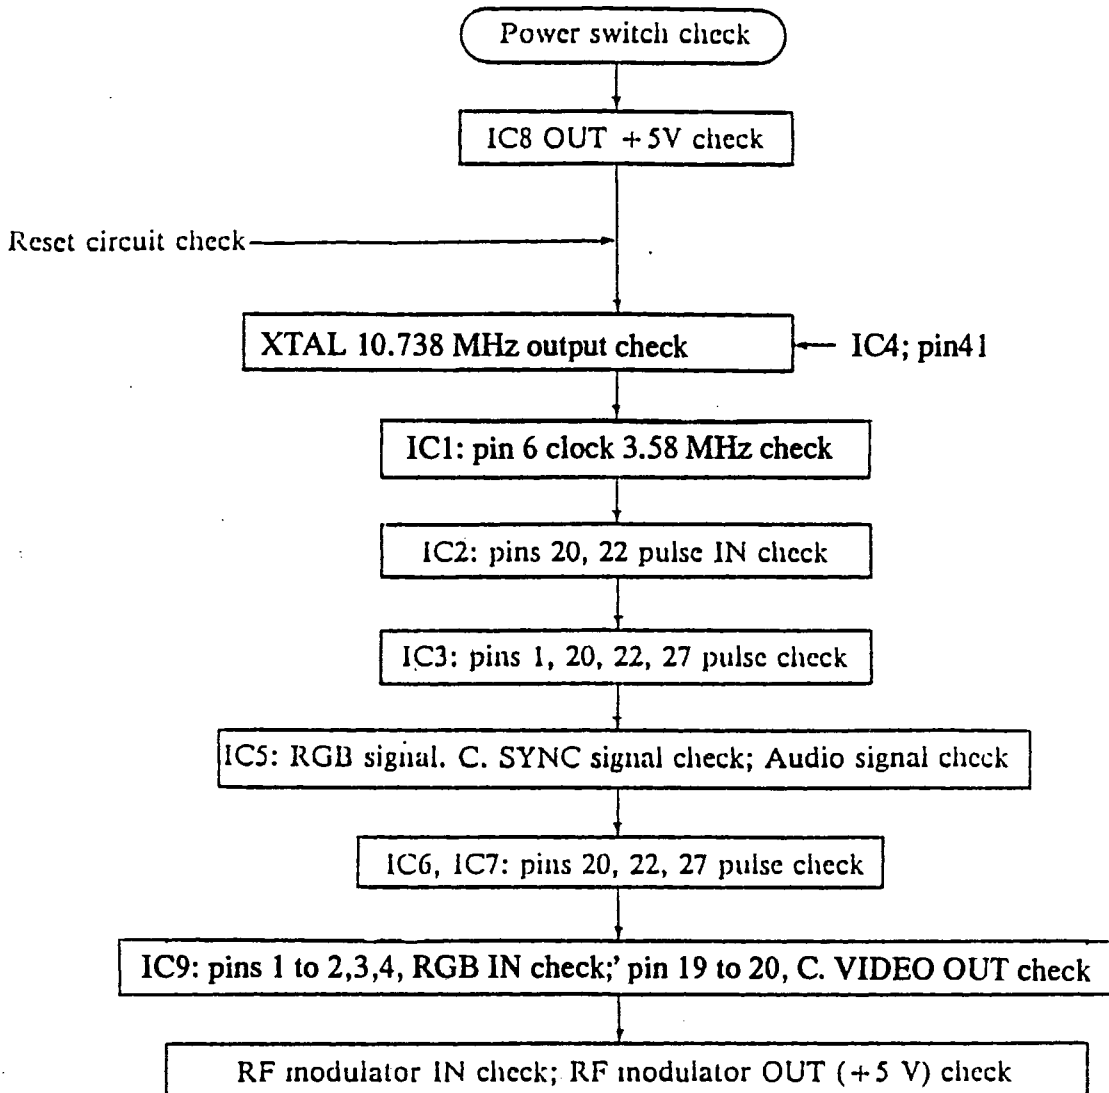 Power switch check
IC8 OUT +5V check
Reset circuit check
XTAL 10.738 MHz output check
IC4; pin41
IC1: pin 6 clock 3.58 MHz check
IC2: pins 20, 22 pulse IN check
IC3: pins 1, 20, 22, 27 pulse check
IC5: RGB signal. C. SYNC signal check; Audio signal check
IC6, IC7: pins 20, 22, 27 pulse check
IC9: pins 1 to 2,3,4, RGB IN check;' pin 19 to 20, C. VIDEO OUT check
RF modulator IN check; RF modulator OUT (+5 V) check